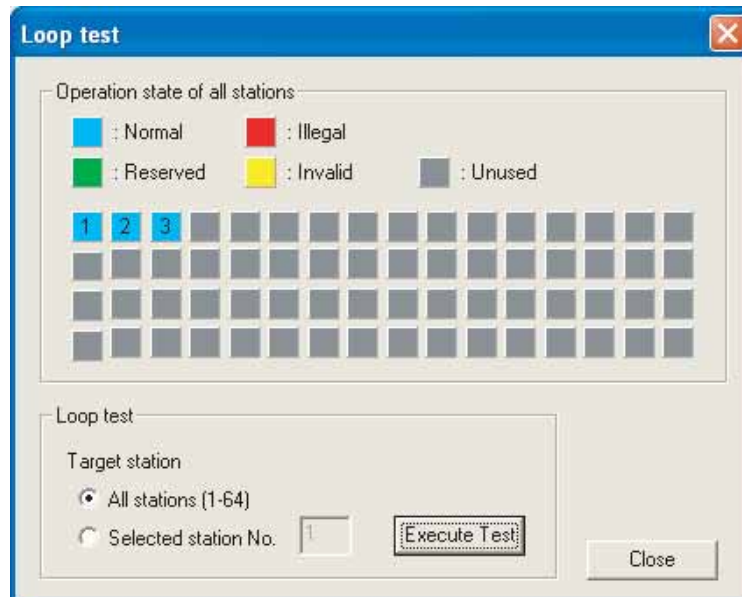 Loop test
Operation state of all stations
: Normal : Illegal
: Reserved : Invalid : Unused
1 2 3
Loop test
Target station
All stations (1-64)
Selected station No. 1 Execute Test
Close